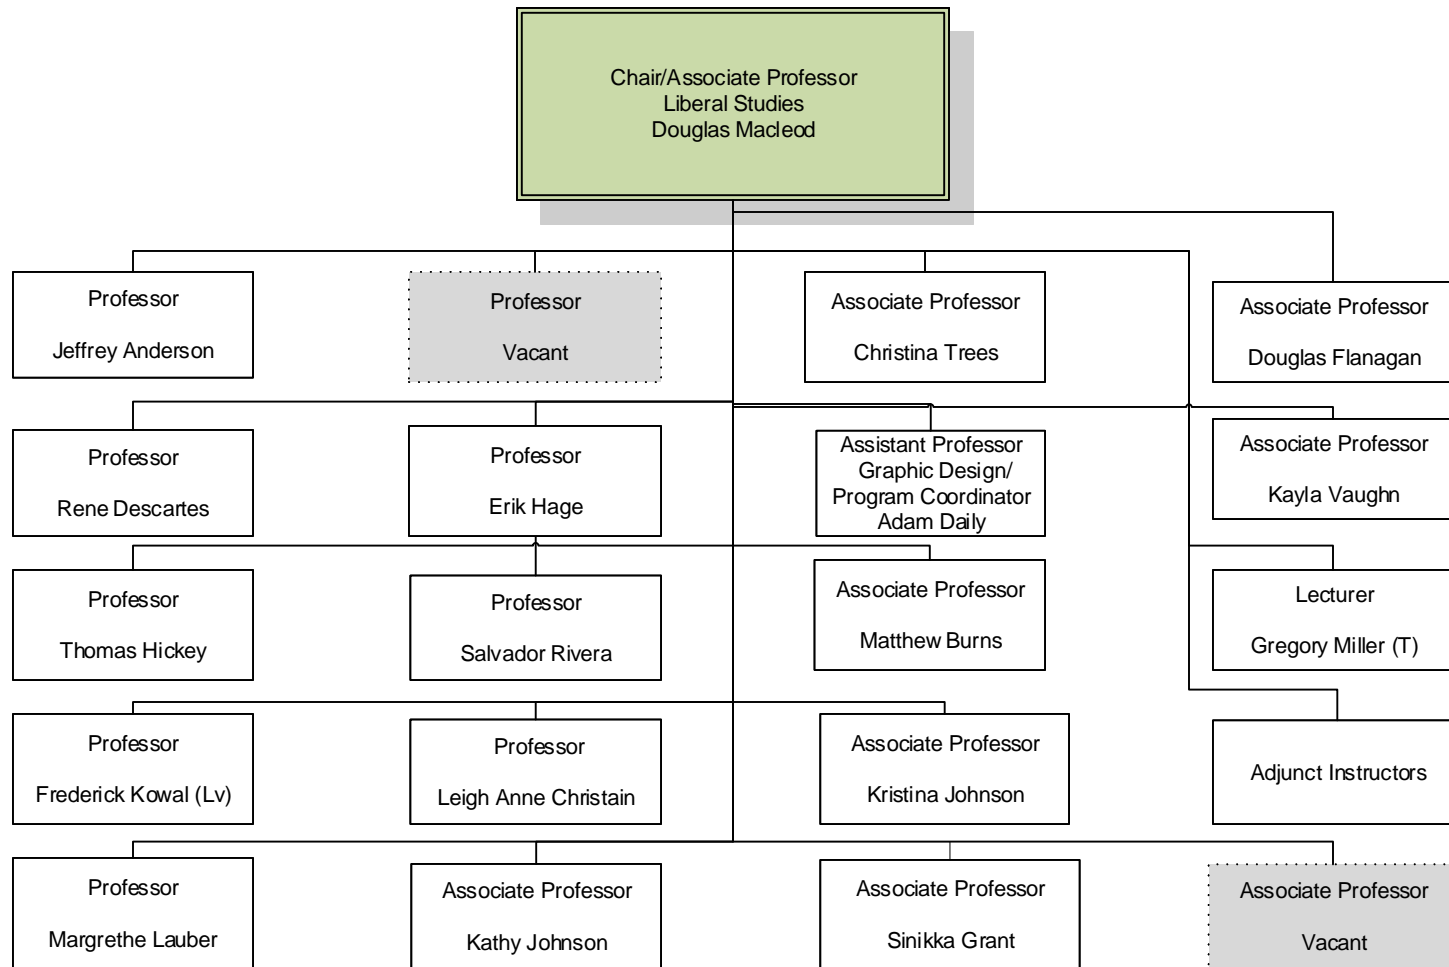 Chair/Associate Professor
Liberal Studies
Douglas Macleod
Professor
Jeffrey Anderson
Professor
Vacant
Associate Professor
Christina Trees
Associate Professor
Douglas Flanagan
Professor
Rene Descartes
Professor
Erik Hage
Assistant Professor
Graphic Design/
Program Coordinator
Adam Daily
Associate Professor
Kayla Vaughn
Professor
Thomas Hickey
Professor
Salvador Rivera
Associate Professor
Matthew Burns
Lecturer
Gregory Miller (T)
Professor
Frederick Kowal (Lv)
Professor
Leigh Anne Christain
Associate Professor
Kristina Johnson
Adjunct Instructors
Professor
Margrethe Lauber
Associate Professor
Kathy Johnson
Associate Professor
Sinikka Grant
Associate Professor
Vacant